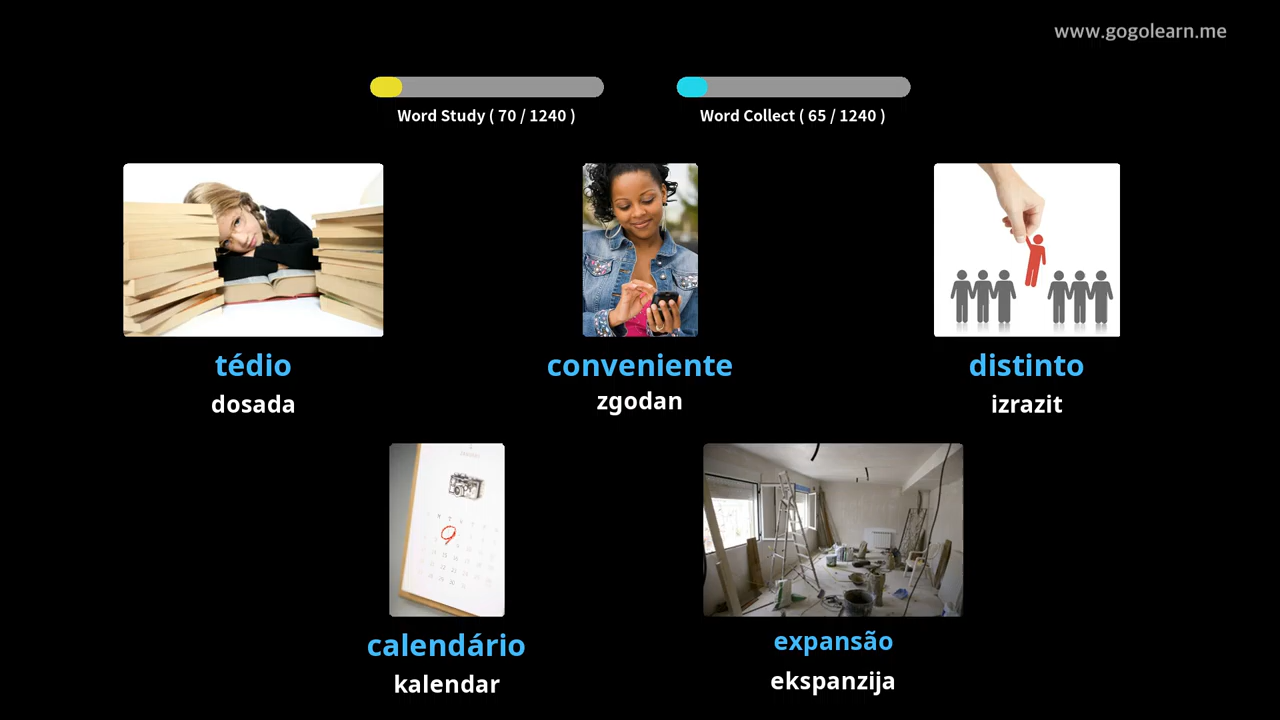 www.gogolearn.me
Word Study ( 70 / 1240 )
Word Collect ( 65 / 1240 )
tédio
dosada
conveniente
zgodan
distinto
izrazit
calendário
kalendar
expansão
ekspanzija